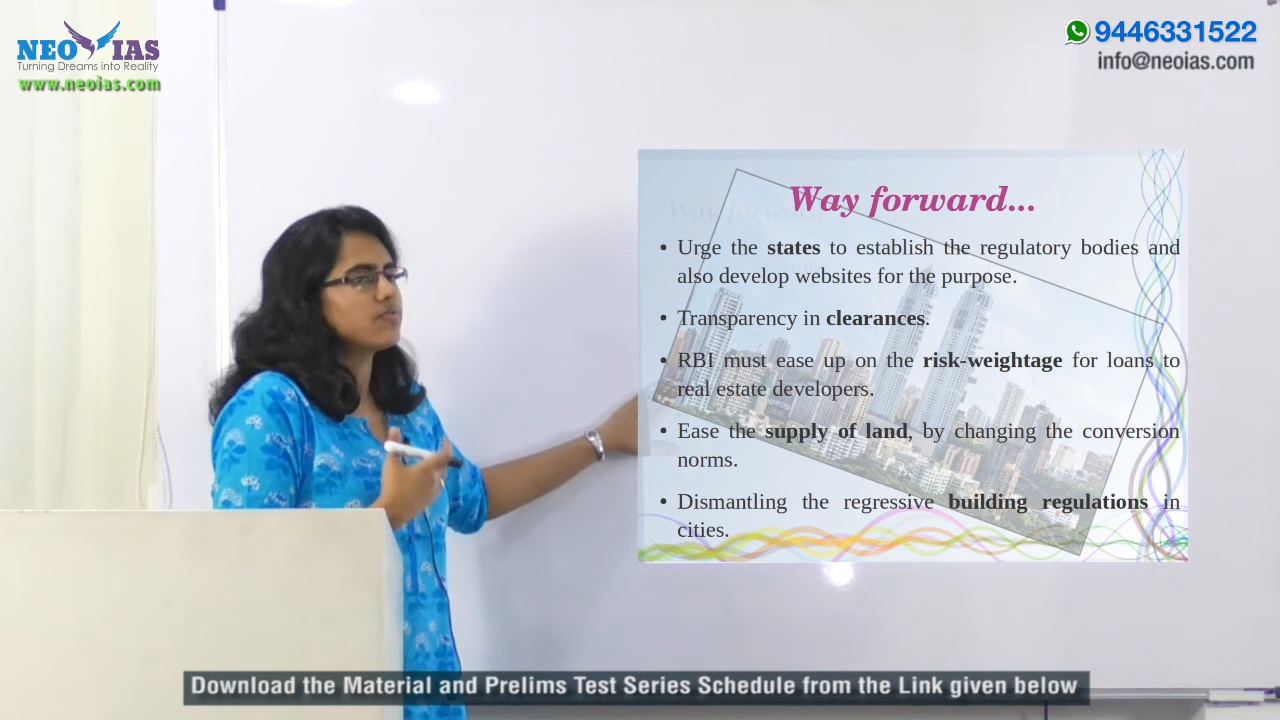 NEO IAS
Turning Dreams into Reality
www.neoias.com
9446331522
info@neoias.com
Way forward...
• Urge the states to establish the regulatory bodies and
also develop websites for the purpose.
• Transparency in clearances.
• RBI must ease up on the risk-weightage for loans to
real estate developers.
• Ease the supply of land, by changing the conversion
norms.
• Dismantling the regressive building regulations in
cities.
Download the Material and Prelims Test Series Schedule from the Link given below